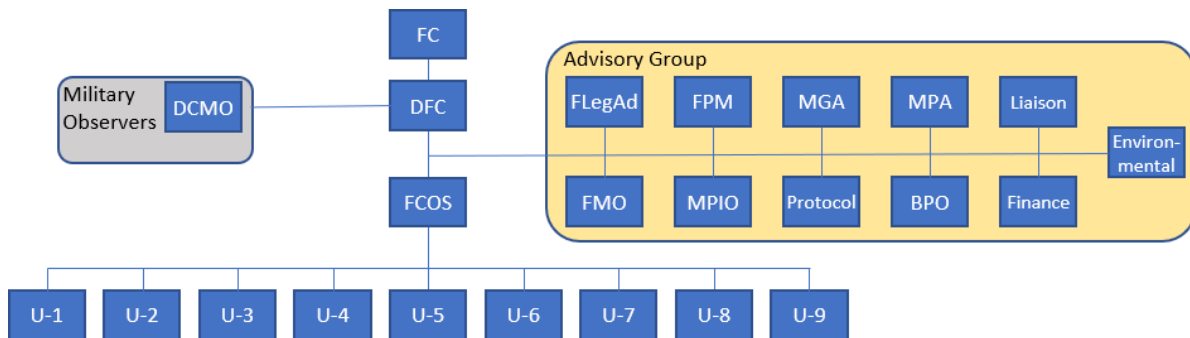 FC
Advisory Group
Military
Observers
DCMO
DFC
FLegAd
FPM
MGA
MPA
Liaison
Environ-
mental
FCOS
FMO
MPIO
Protocol
BPO
Finance
U-1
U-2
U-3
U-4
U-5
U-6
U-7
U-8
U-9